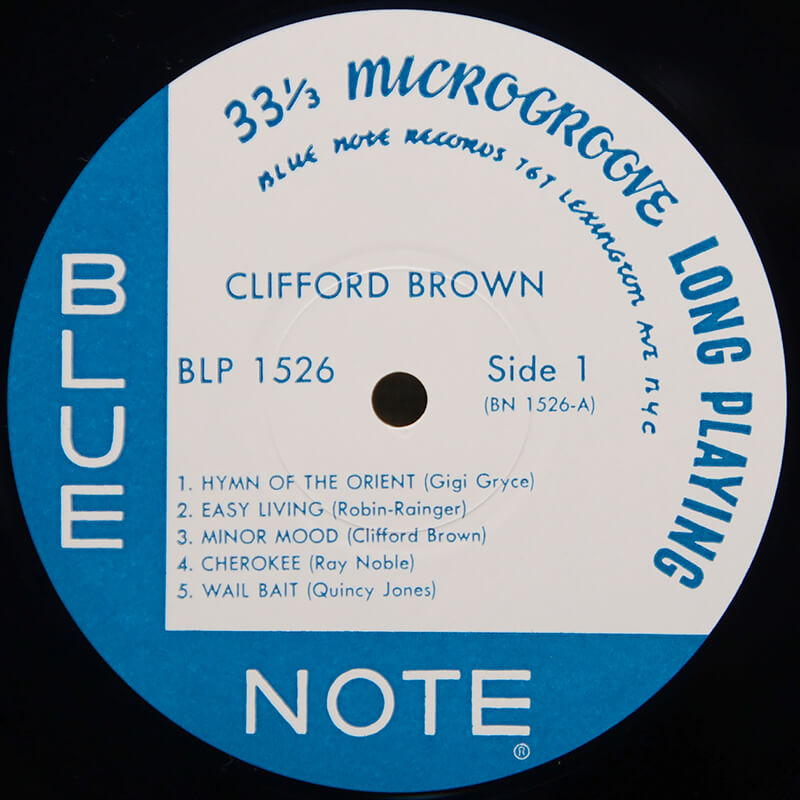 33⅓ MICROGROOVE LONG PLAYING
BLUE NOTE RECORDS 767 LEXINGTON AVE NYC
CLIFFORD BROWN
BLP 1526
Side 1
(BN 1526-A)
1. HYMN OF THE ORIENT (Gigi Gryce)
2. EASY LIVING (Robin-Rainger)
3. MINOR MOOD (Clifford Brown)
4. CHEROKEE (Ray Noble)
5. WAIL BAIT (Quincy Jones)
BLUE
NOTE
®